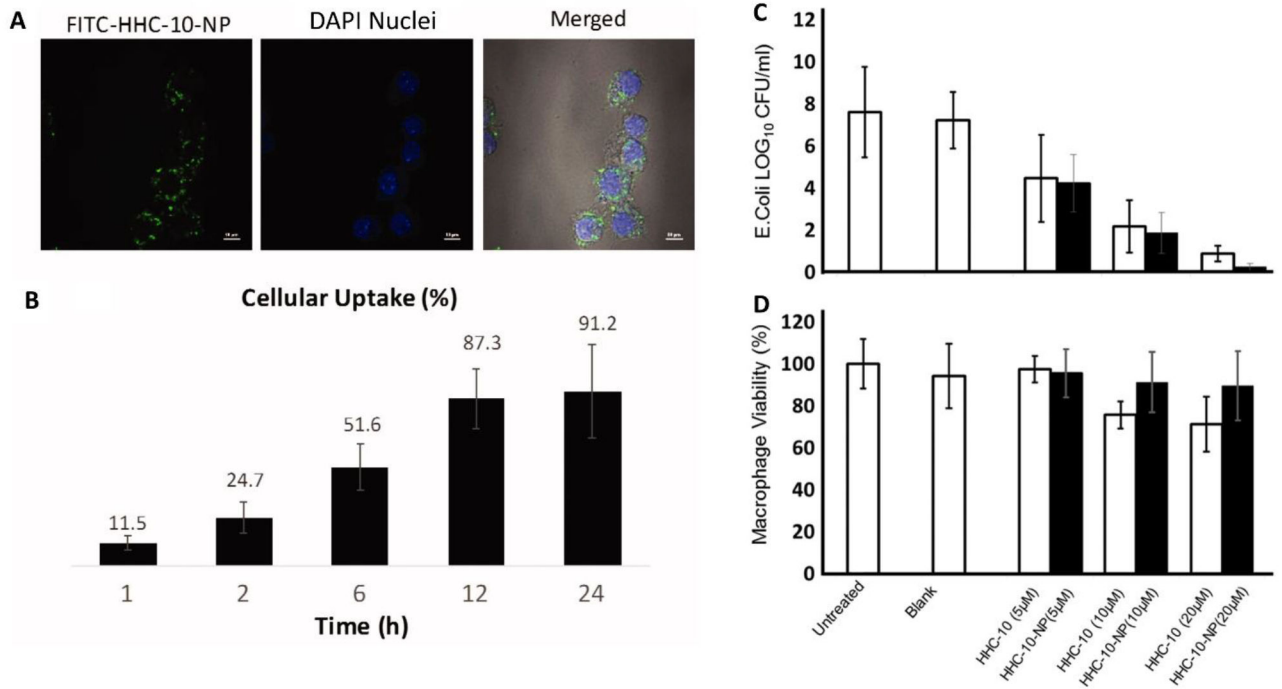 A
FITC-HHC-10-NP
DAPI Nuclei
Merged
B
Cellular Uptake (%)
11.5
24.7
51.6
87.3
91.2
1
2
6
12
24
Time (h)
C
E.Coli LOG₁₀ CFU/ml)
12
10
8
6
4
2
0
D
Macrophage Viability (%)
120
100
80
60
40
20
0
Untreated
Blank
HHC-10 (5µM)
HHC-10-NP(5µM)
HHC-10 (10µM)
HHC-10-NP(10µM)
HHC-10 (20µM)
HHC-10-NP(20µM)